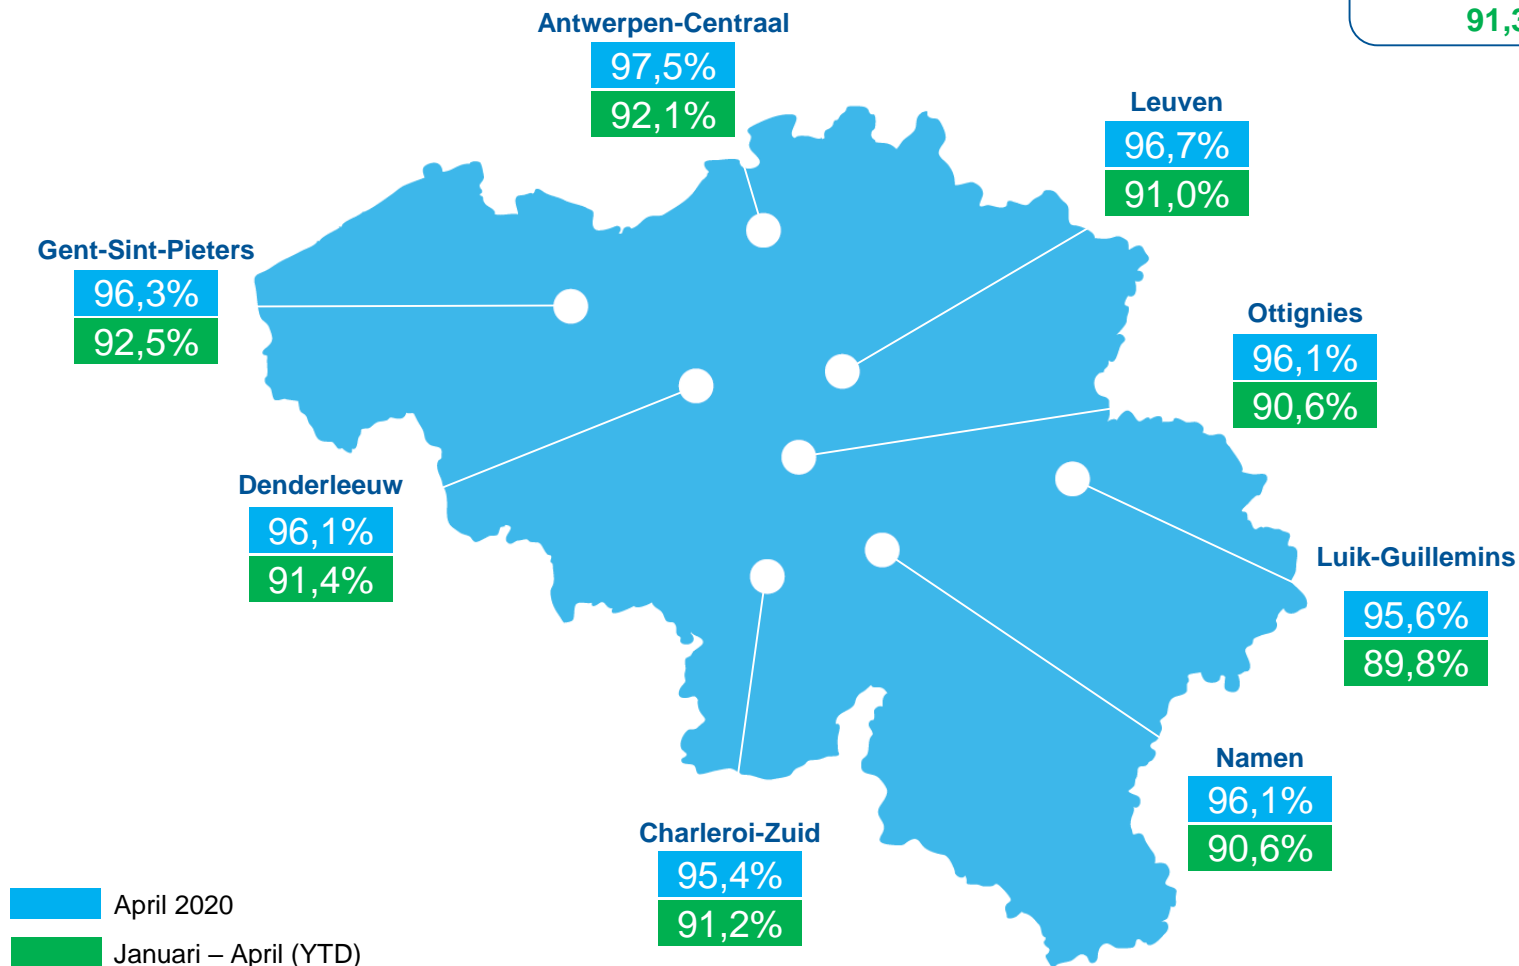 Antwerpen-Centraal
97,5%
92,1%
91,3
Leuven
96,7%
91,0%
Gent-Sint-Pieters
96,3%
92,5%
Ottignies
96,1%
90,6%
Denderleeuw
96,1%
91,4%
Luik-Guillemins
95,6%
89,8%
Namen
96,1%
90,6%
Charleroi-Zuid
95,4%
91,2%
April 2020
Januari – April (YTD)